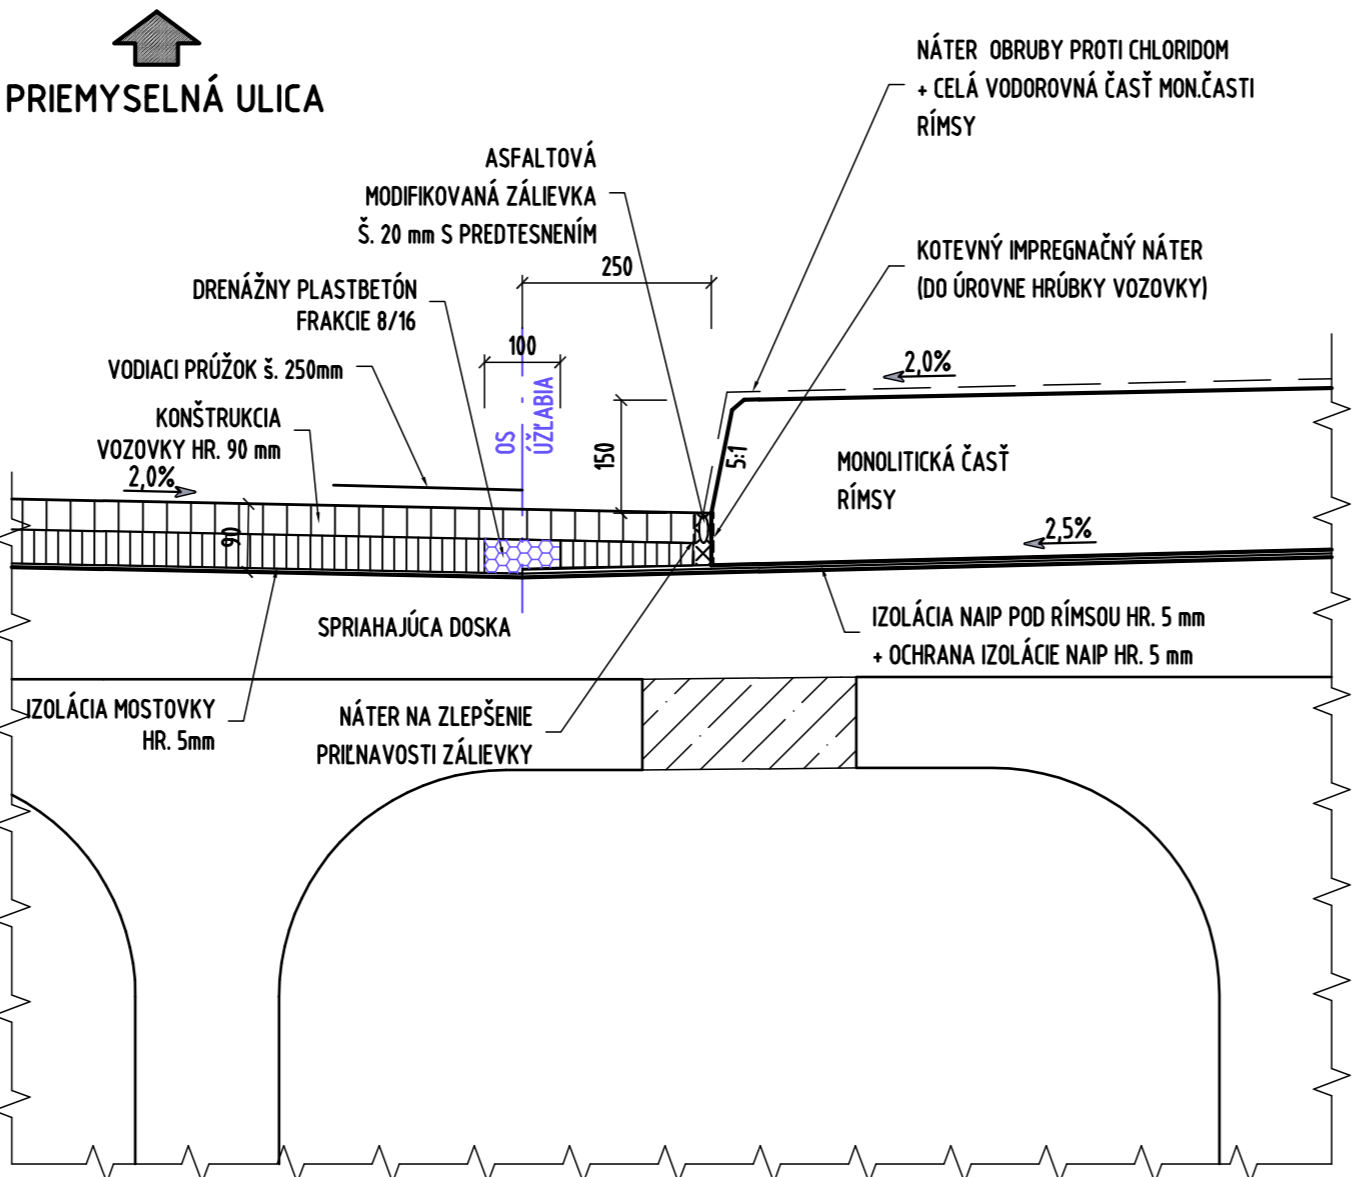 PRIEMYSELNÁ ULICA
NÁTER OBRUBY PROTI CHLORIDOM
+ CELÁ VODOROVNÁ ČASŤ MON.ČASTI
RÍMSY
ASFALTOVÁ
MODIFIKOVANÁ ZÁLIEVKA
Š. 20 mm S PREDTESNENÍM
KOTEVNÝ IMPREGNAČNÝ NÁTER
(DO ÚROVNE HRÚBKY VOZOVKY)
250
DRENÁŽNY PLASTBETÓN
FRAKCIE 8/16
100
VODIACI PRÚŽOK š. 250mm
2,0%
OS
ÚŽĽABIA
KONŠTRUKCIA
VOZOVKY HR. 90 mm
2,0%
150
5:1
MONOLITICKÁ ČASŤ
RÍMSY
90
2,5%
SPRIAHAJÚCA DOSKA
IZOLÁCIA NAIP POD RÍMSOU HR. 5 mm
+ OCHRANA IZOLÁCIE NAIP HR. 5 mm
IZOLÁCIA MOSTOVKY
HR. 5mm
NÁTER NA ZLEPŠENIE
PRIĽNAVOSTI ZÁLIEVKY